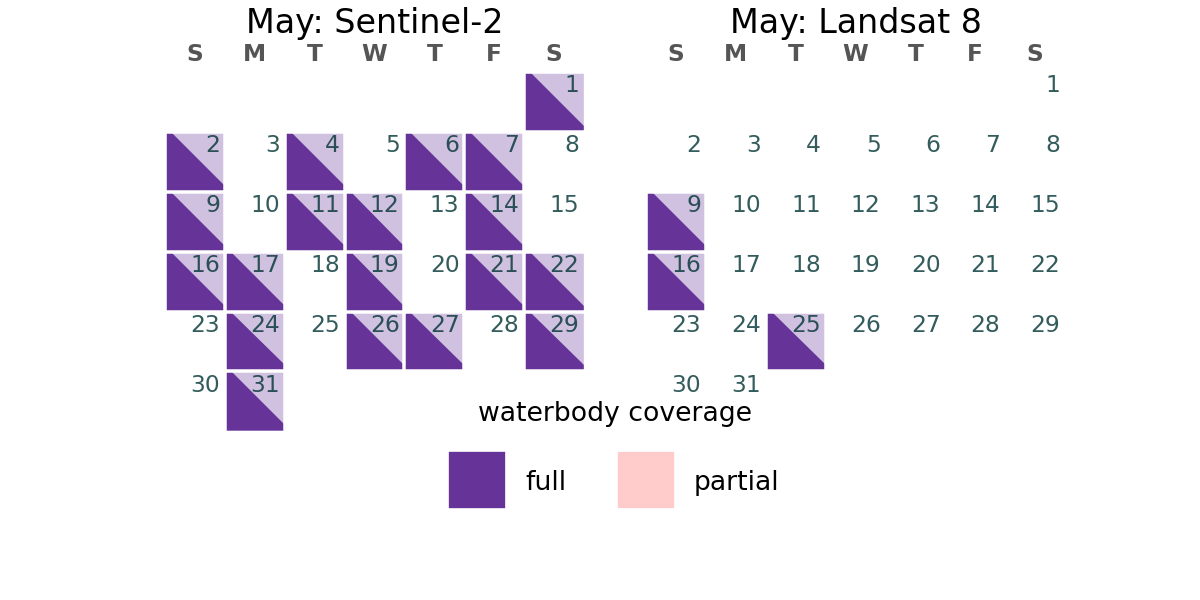 May: Sentinel-2
S M T W T F S
1
2 3 4 5 6 7 8
9 10 11 12 13 14 15
16 17 18 19 20 21 22
23 24 25 26 27 28 29
30 31
May: Landsat 8
S M T W T F S
1
2 3 4 5 6 7 8
9 10 11 12 13 14 15
16 17 18 19 20 21 22
23 24 25 26 27 28 29
30 31
waterbody coverage
full
partial